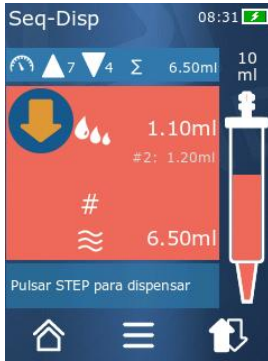 Seq-Disp 08:31
7 4 Σ 6.50ml
10
ml
1.10ml
#2: 1.20ml
#
6.50ml
Pulsar STEP para dispensar